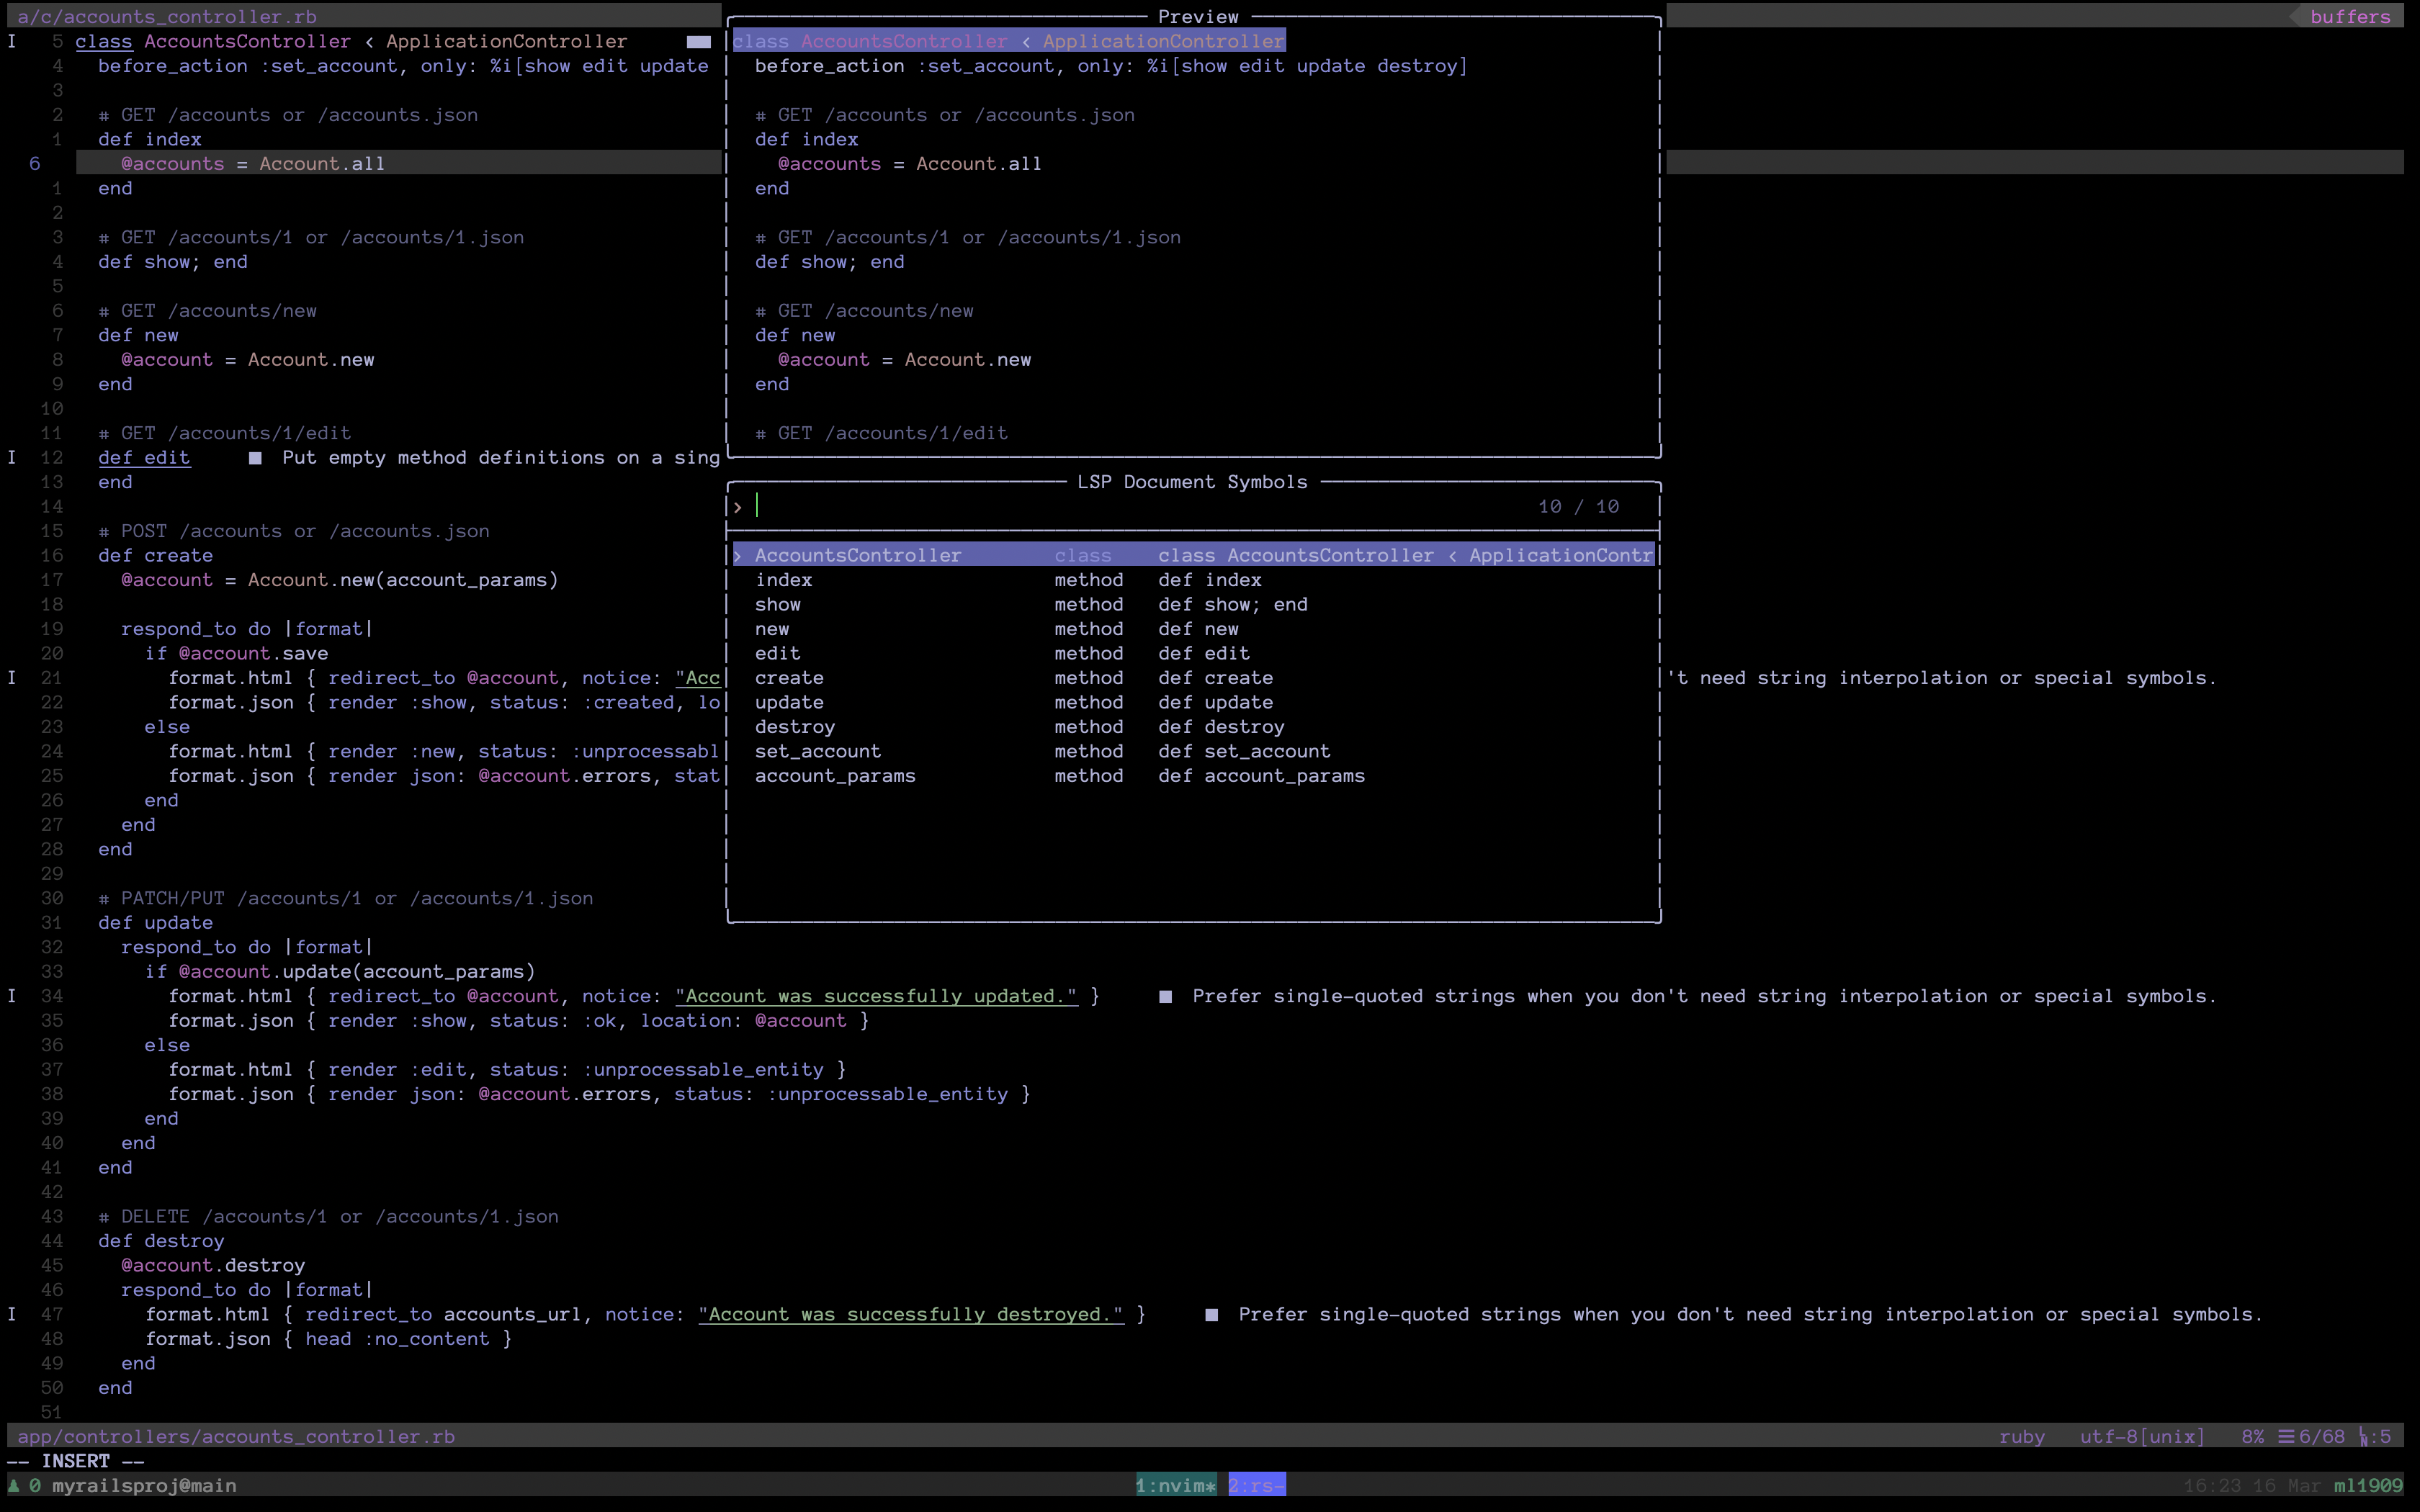 a/c/accounts_controller.rb
buffers
I 5 class AccountsController < ApplicationController
4 before_action :set_account, only: %i[show edit update
3
2 # GET /accounts or /accounts.json
1 def index
6 @accounts = Account.all
1 end
2
3 # GET /accounts/1 or /accounts/1.json
4 def show; end
5
6 # GET /accounts/new
7 def new
8 @account = Account.new
9 end
10
11 # GET /accounts/1/edit
I 12 def edit ■ Put empty method definitions on a sing
13 end
14
15 # POST /accounts or /accounts.json
16 def create
17 @account = Account.new(account_params)
18
19 respond_to do |format|
20 if @account.save
I 21 format.html { redirect_to @account, notice: "Acc
't need string interpolation or special symbols.
22 format.json { render :show, status: :created, lo
23 else
24 format.html { render :new, status: :unprocessabl
25 format.json { render json: @account.errors, stat
26 end
27 end
28 end
29
30 # PATCH/PUT /accounts/1 or /accounts/1.json
31 def update
32 respond_to do |format|
33 if @account.update(account_params)
I 34 format.html { redirect_to @account, notice: "Account was successfully updated." } ■ Prefer single-quoted strings when you don't need string interpolation or special symbols.
35 format.json { render :show, status: :ok, location: @account }
36 else
37 format.html { render :edit, status: :unprocessable_entity }
38 format.json { render json: @account.errors, status: :unprocessable_entity }
39 end
40 end
41 end
42
43 # DELETE /accounts/1 or /accounts/1.json
44 def destroy
45 @account.destroy
46 respond_to do |format|
I 47 format.html { redirect_to accounts_url, notice: "Account was successfully destroyed." } ■ Prefer single-quoted strings when you don't need string interpolation or special symbols.
48 format.json { head :no_content }
49 end
50 end
51
Preview
class AccountsController < ApplicationController
before_action :set_account, only: %i[show edit update destroy]
# GET /accounts or /accounts.json
def index
@accounts = Account.all
end
# GET /accounts/1 or /accounts/1.json
def show; end
# GET /accounts/new
def new
@account = Account.new
end
# GET /accounts/1/edit
LSP Document Symbols
> 10 / 10
> AccountsController class class AccountsController < ApplicationContr
index method def index
show method def show; end
new method def new
edit method def edit
create method def create
update method def update
destroy method def destroy
set_account method def set_account
account_params method def account_params
app/controllers/accounts_controller.rb
ruby utf-8[unix] 8% ☰6/68 ␤:5
-- INSERT --
0 myrailsproj@main
1:nvim* 2:rs-
16:23 16 Mar ml1909